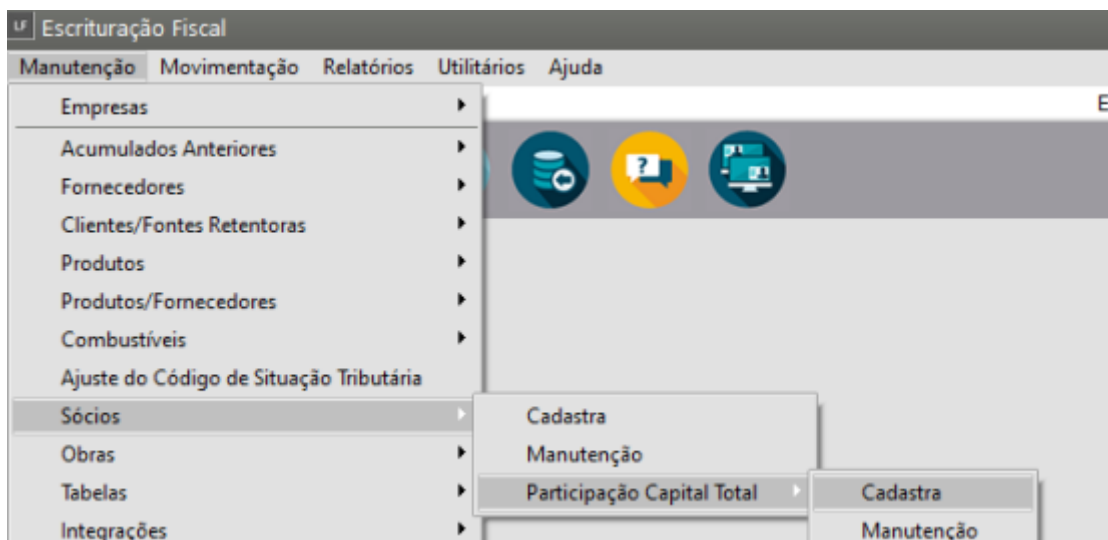 LF Escrituração Fiscal
Manutenção Movimentação Relatórios Utilitários Ajuda
Empresas
E
Acumulados Anteriores
?
Fornecedores
Clientes/Fontes Retentoras
Produtos
Produtos/Fornecedores
Combustíveis
Ajuste do Código de Situação Tributária
Sócios
Cadastra
Obras
Manutenção
Tabelas
Participação Capital Total
Cadastra
Integrações
Manutenção